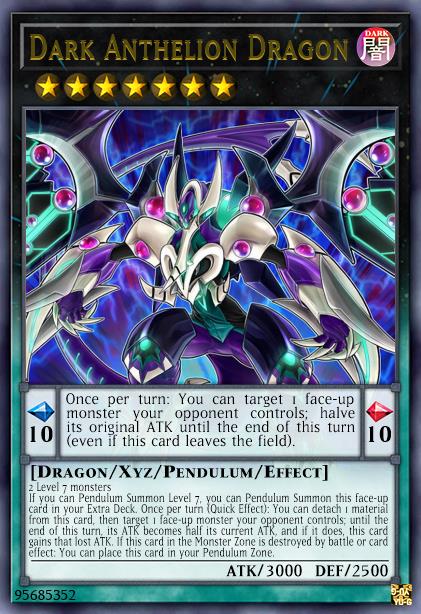 DARK ANTHELION DRAGON
DARK
闇
Once per turn: You can target 1 face-up
monster your opponent controls; halve
its original ATK until the end of this turn
(even if this card leaves the field).
10
10
[DRAGON/XYZ/PENDULUM/EFFECT]
2 Level 7 monsters
If you can Pendulum Summon Level 7, you can Pendulum Summon this face-up
card in your Extra Deck. Once per turn (Quick Effect): You can detach 1 material
from this card, then target 1 face-up monster your opponent controls; until the
end of this turn, its ATK becomes half its current ATK, and if it does, this card
gains that lost ATK. If this card in the Monster Zone is destroyed by battle or card
effect: You can place this card in your Pendulum Zone.
ATK/3000 DEF/2500
95685352